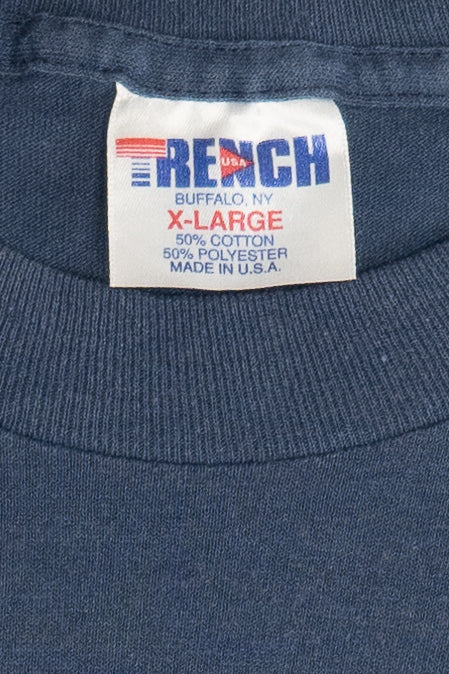 TRENCH
USA
BUFFALO, NY
X-LARGE
50% COTTON
50% POLYESTER
MADE IN U.S.A.